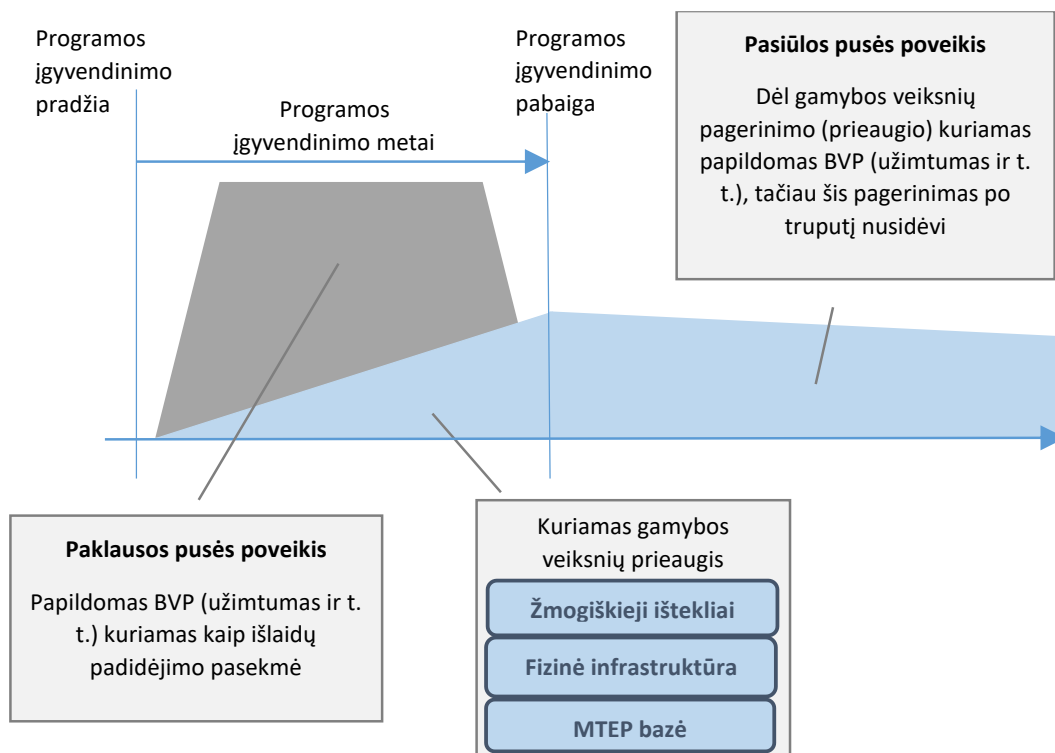 Programos
įgyvendinimo
pradžia
Programos
įgyvendinimo metai
Programos
įgyvendinimo
pabaiga
Pasiūlos pusės poveikis
Dėl gamybos veiksnių
pagerinimo (prieaugio) kuriamas
papildomas BVP (užimtumas ir t.
t.), tačiau šis pagerinimas po
truputį nusidėvi
Paklausos pusės poveikis
Papildomas BVP (užimtumas ir t.
t.) kuriamas kaip išlaidų
padidėjimo pasekmė
Kuriamas gamybos
veiksnių prieaugis
Žmogiškieji ištekliai
Fizinė infrastruktūra
MTEP bazė